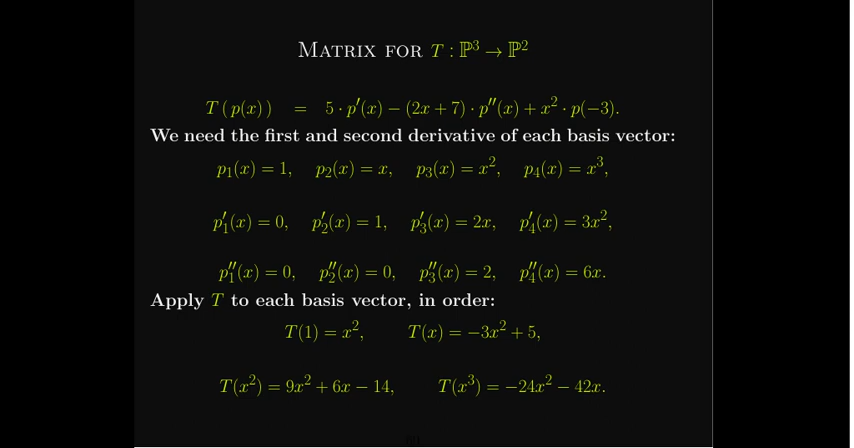 MATRIX FOR T : ℙ³ → ℙ²
T ( p(x) ) = 5 · p′(x) − (2x + 7) · p′′(x) + x² · p(−3).
We need the first and second derivative of each basis vector:
p₁(x) = 1, p₂(x) = x, p₃(x) = x², p₄(x) = x³,
p′₁(x) = 0, p′₂(x) = 1, p′₃(x) = 2x, p′₄(x) = 3x²,
p′′₁(x) = 0, p′′₂(x) = 0, p′′₃(x) = 2, p′′₄(x) = 6x.
Apply T to each basis vector, in order:
T(1) = x², T(x) = −3x² + 5,
T(x²) = 9x² + 6x − 14, T(x³) = −24x² − 42x.